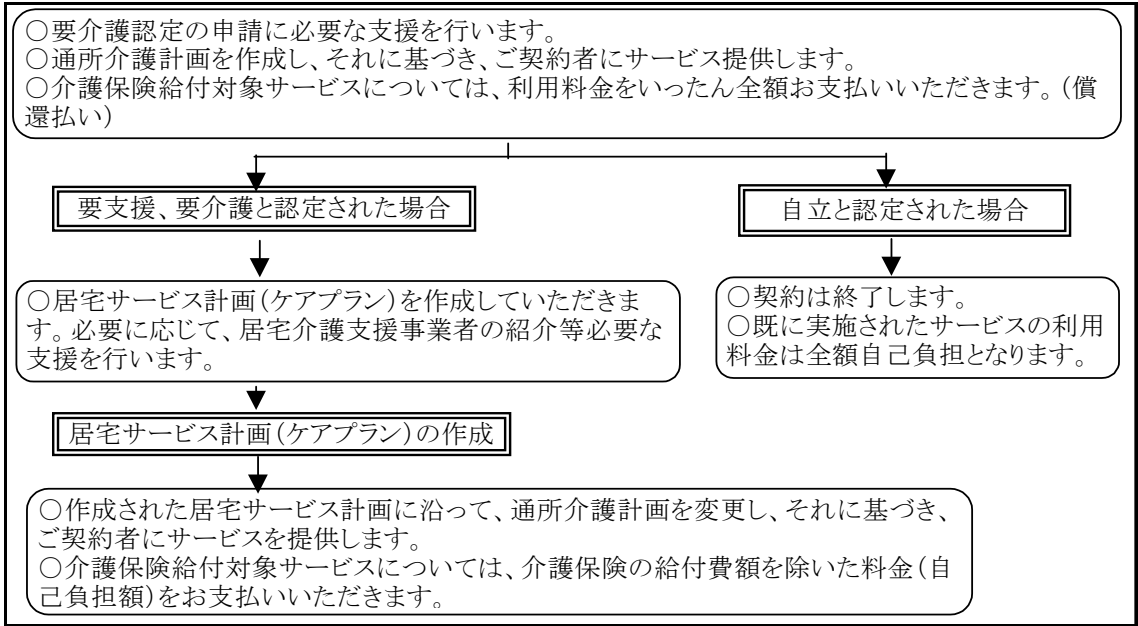 ○要介護認定の申請に必要な支援を行います。
○通所介護計画を作成し、それに基づき、ご契約者にサービス提供します。
○介護保険給付対象サービスについては、利用料金をいったん全額お支払いいただきます。（償
還払い）
要支援、要介護と認定された場合
自立と認定された場合
○居宅サービス計画（ケアプラン）を作成していただきま
す。必要に応じて、居宅介護支援事業者の紹介等必要な
支援を行います。
○契約は終了します。
○既に実施されたサービスの利用
料金は全額自己負担となります。
居宅サービス計画（ケアプラン）の作成
○作成された居宅サービス計画に沿って、通所介護計画を変更し、それに基づき、
ご契約者にサービスを提供します。
○介護保険給付対象サービスについては、介護保険の給付費額を除いた料金（自
己負担額）をお支払いいただきます。